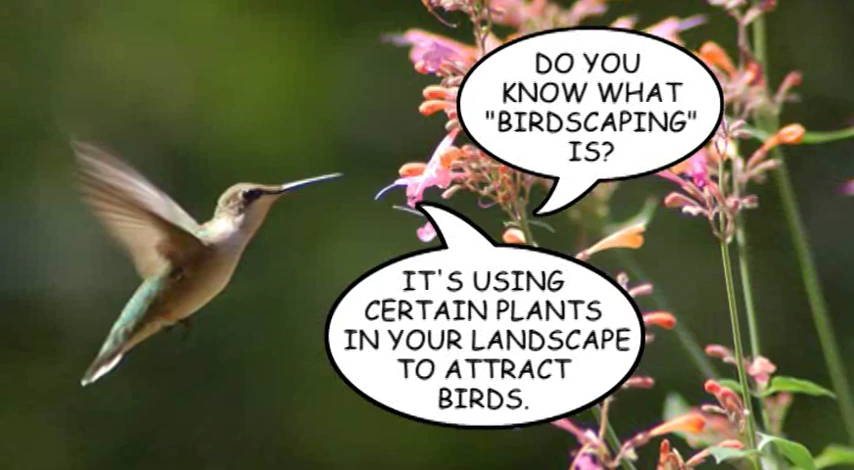 DO YOU
KNOW WHAT
"BIRDSCAPING"
IS?
IT'S USING
CERTAIN PLANTS
IN YOUR LANDSCAPE
TO ATTRACT
BIRDS.